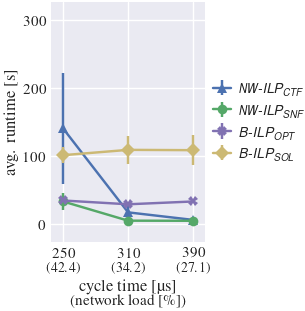 300
200
100
0
avg. runtime [s]
250 310 390
(42.4) (34.2) (27.1)
cycle time [µs]
(network load [%])
NW-ILP_CTF
NW-ILP_SNF
B-ILP_OPT
B-ILP_SOL